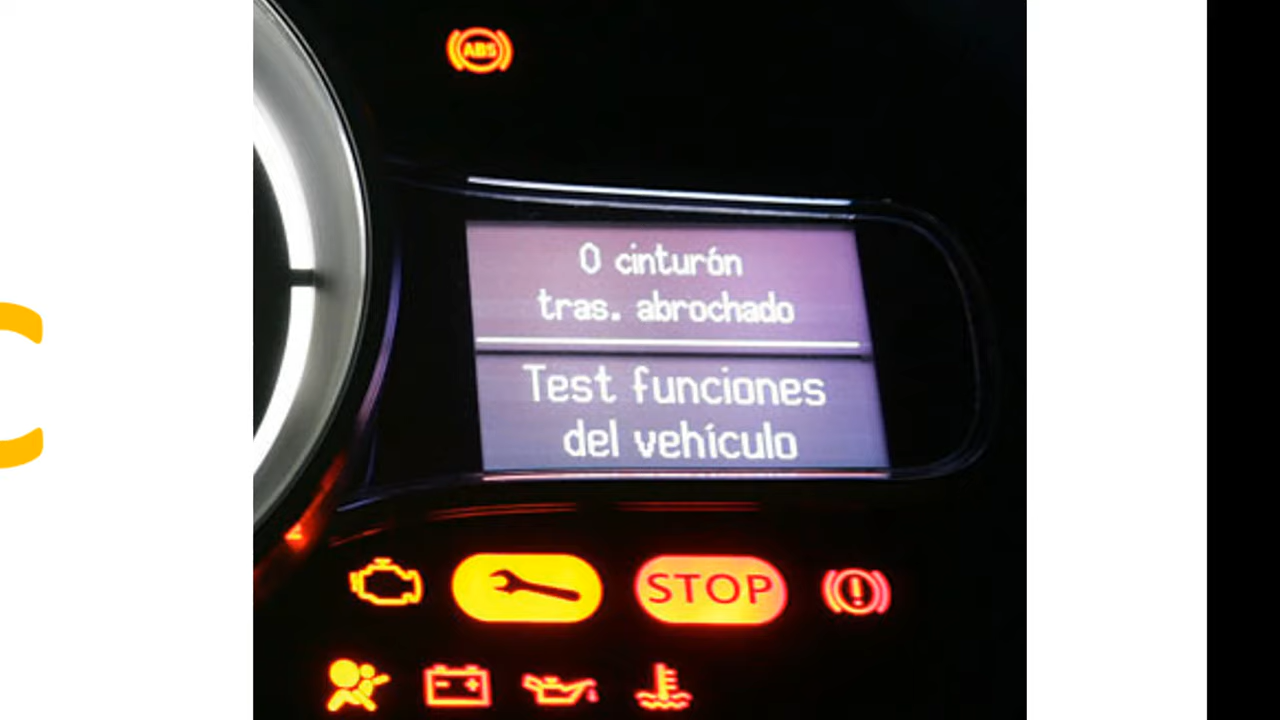 ABS
0 cinturón
tras. abrochado
Test funciones
del vehículo
STOP